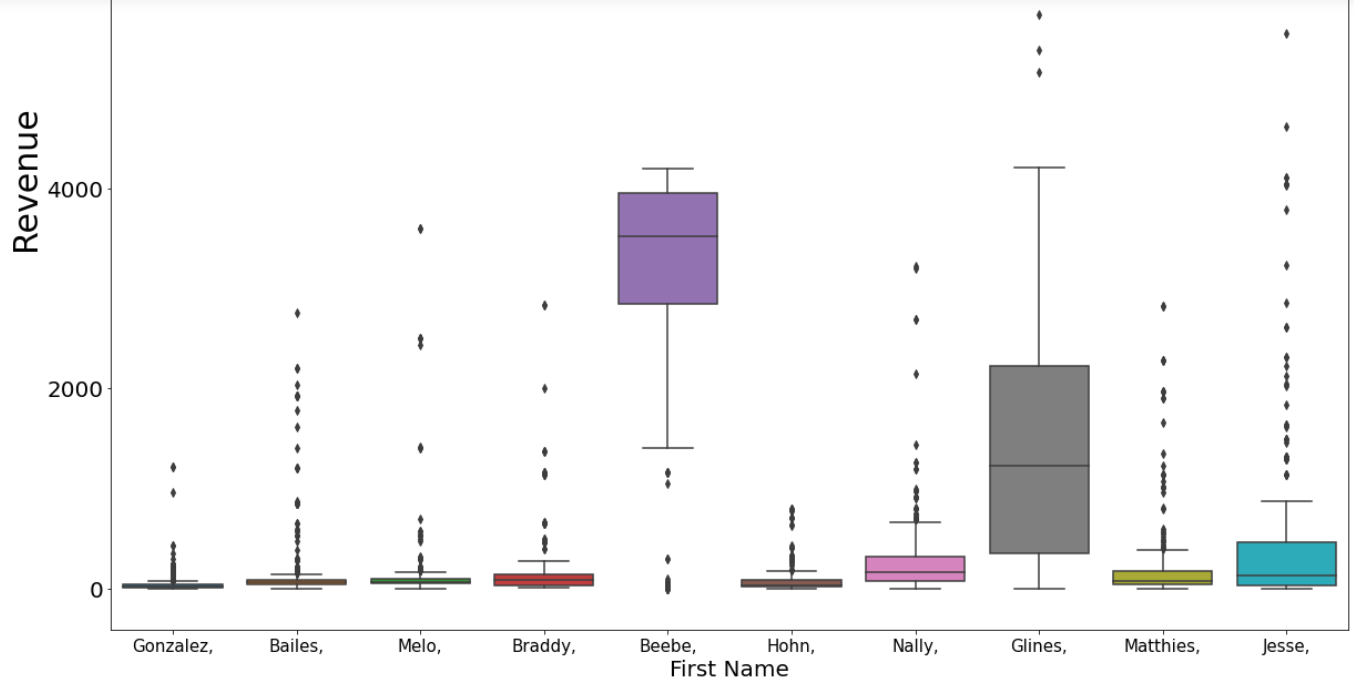 Revenue
4000
2000
0
Gonzalez, Bailes, Melo, Braddy, Beebe, Hohn, Nally, Glines, Matthies, Jesse,
First Name